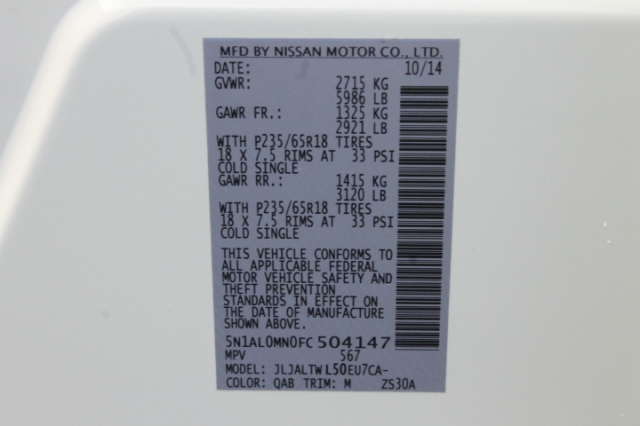 MFD BY NISSAN MOTOR CO., LTD.
DATE: 10/14
GVWR: 2715 KG
5986 LB
GAWR FR.: 1325 KG
2921 LB
WITH P235/65R18 TIRES
18 X 7.5 RIMS AT 33 PSI
COLD SINGLE
GAWR RR.: 1415 KG
3120 LB
WITH P235/65R18 TIRES
18 X 7.5 RIMS AT 33 PSI
COLD SINGLE
THIS VEHICLE CONFORMS TO
ALL APPLICABLE FEDERAL
MOTOR VEHICLE SAFETY AND
THEFT PREVENTION
STANDARDS IN EFFECT ON
THE DATE OF MANUFACTURE
SHOWN ABOVE.
5N1AL0MN0FC504147
MPV 567
MODEL: JLJALTWL50EU7CA-
COLOR: QAB TRIM: M ZS30A